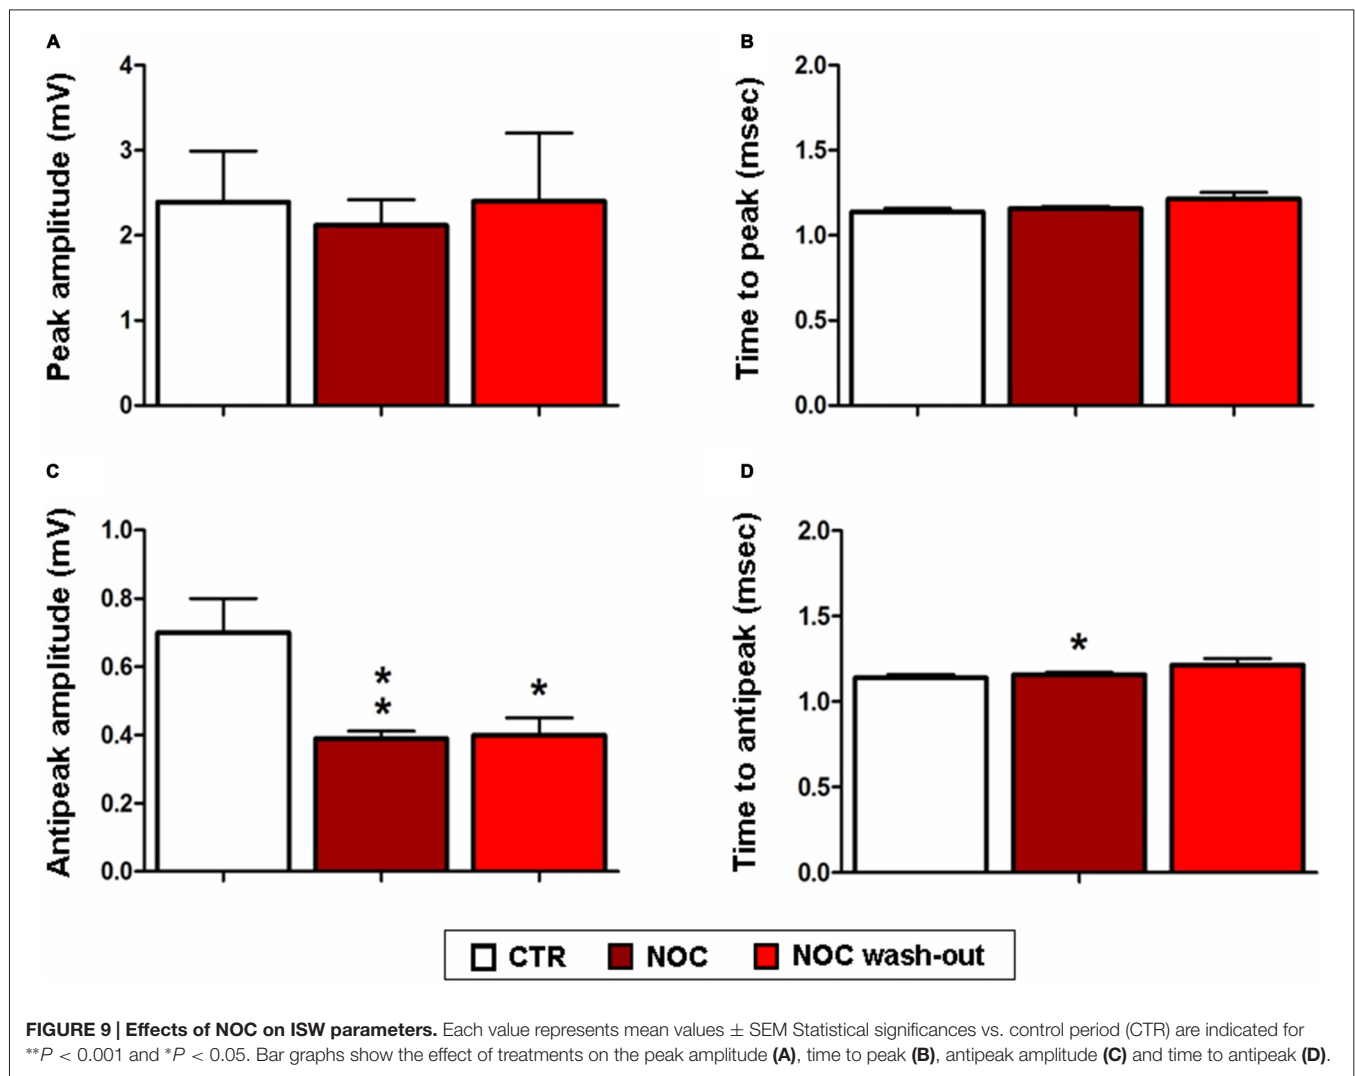 A
Peak amplitude (mV)
4
3
2
1
0
B
Time to peak (msec)
2.0
1.5
1.0
0.5
0.0
C
Antipeak amplitude (mV)
1.0
0.8
0.6
0.4
0.2
0.0
*
*
*
D
Time to antipeak (msec)
2.0
1.5
1.0
0.5
0.0
*
CTR NOC NOC wash-out
FIGURE 9 | Effects of NOC on ISW parameters. Each value represents mean values ± SEM Statistical significances vs. control period (CTR) are indicated for
**P < 0.001 and *P < 0.05. Bar graphs show the effect of treatments on the peak amplitude (A), time to peak (B), antipeak amplitude (C) and time to antipeak (D).